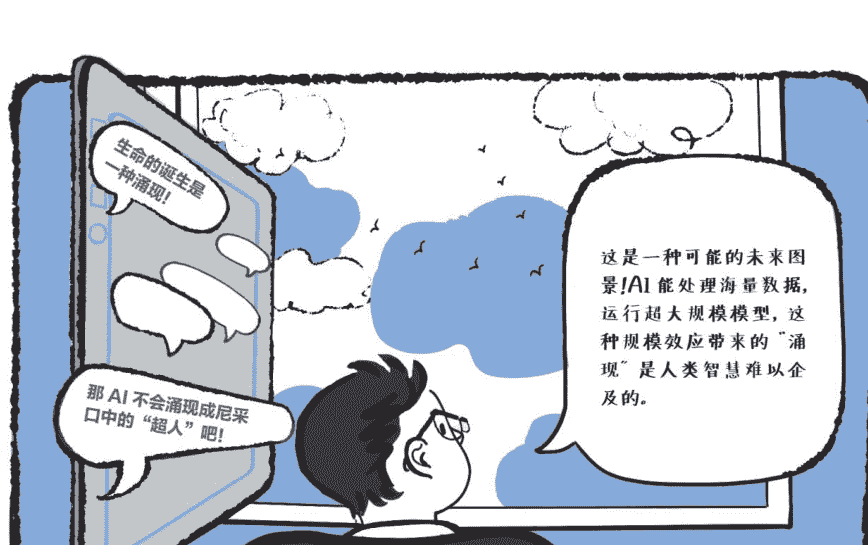 生命的诞生是
一种涌现!
那 AI 不会涌现成尼采
口中的“超人”吧!
这是一种可能的未来图
景!AI 能处理海量数据,
运行超大规模模型, 这
种规模效应带来的“涌
现”是人类智慧难以企
及的。